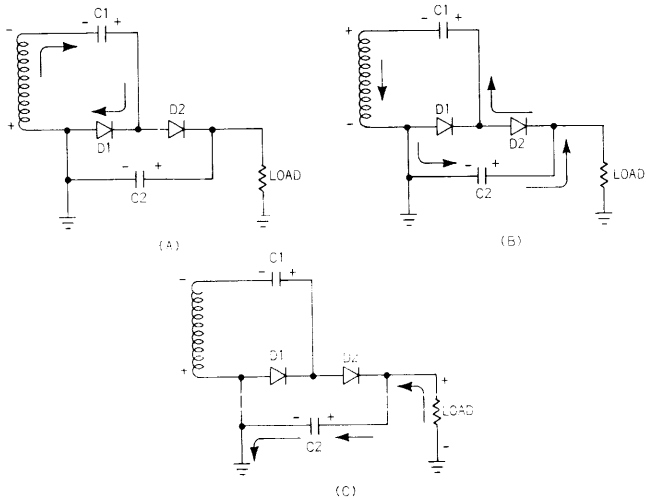 C1
- +
-
D2
+
D1
- +
LOAD
C2
(A)
C1
- +
+
D1
-
D2
- +
LOAD
C2
(B)
C1
- +
-
D1 D2
+
+
- +
LOAD
C2
-
(C)